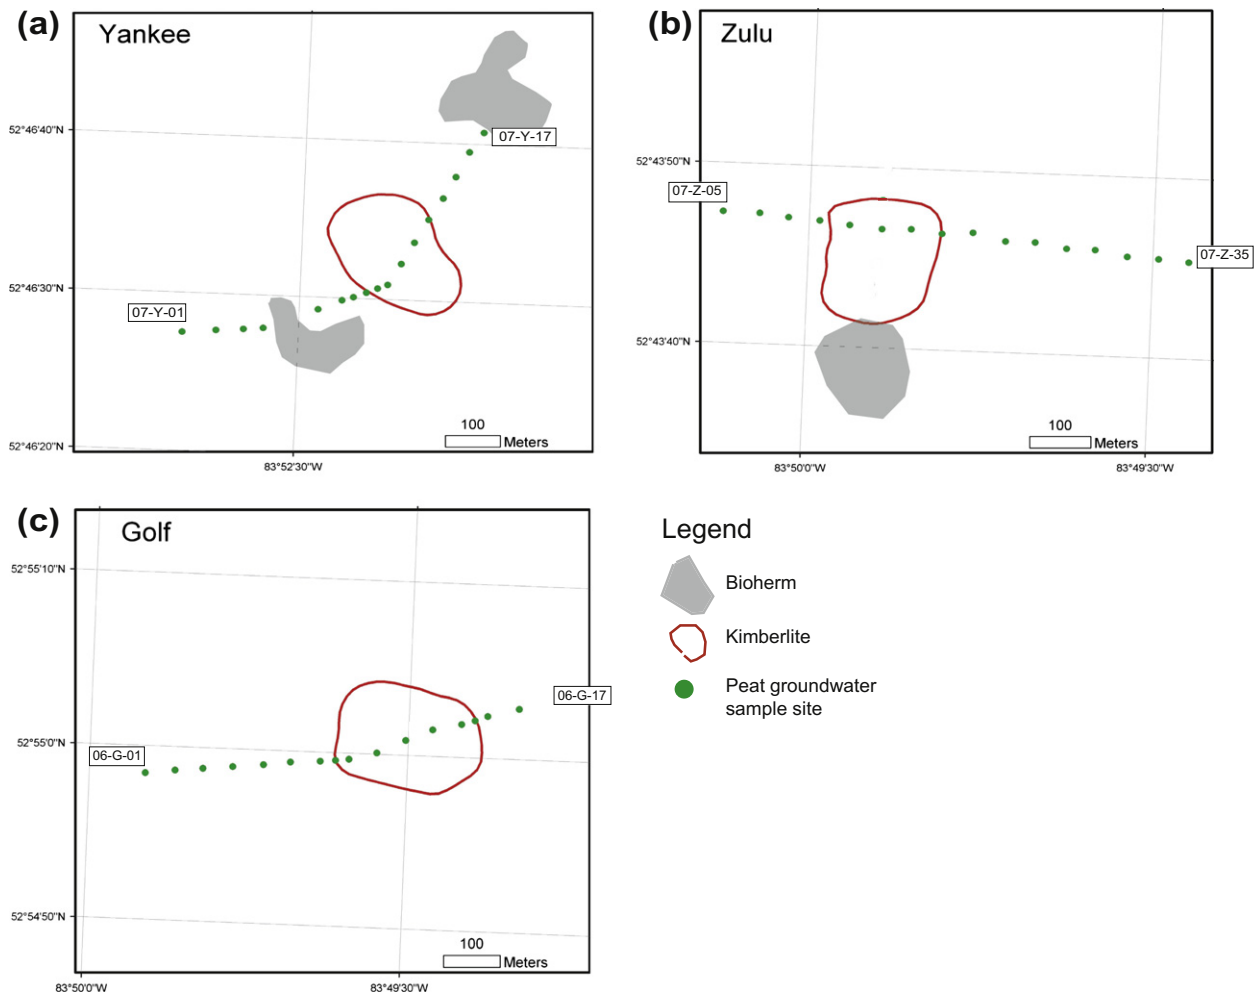 (a)
Yankee
52°46'40"N
07-Y-17
52°46'30"N
07-Y-01
52°46'20"N
100
Meters
83°52'30"W
(b)
Zulu
52°43'50"N
07-Z-05
07-Z-35
52°43'40"N
100
Meters
83°50'0"W
83°49'30"W
(c)
Golf
52°55'10"N
06-G-17
52°55'0"N
06-G-01
52°54'50"N
100
Meters
83°50'0"W
83°49'30"W
Legend
Bioherm
Kimberlite
Peat groundwater
sample site